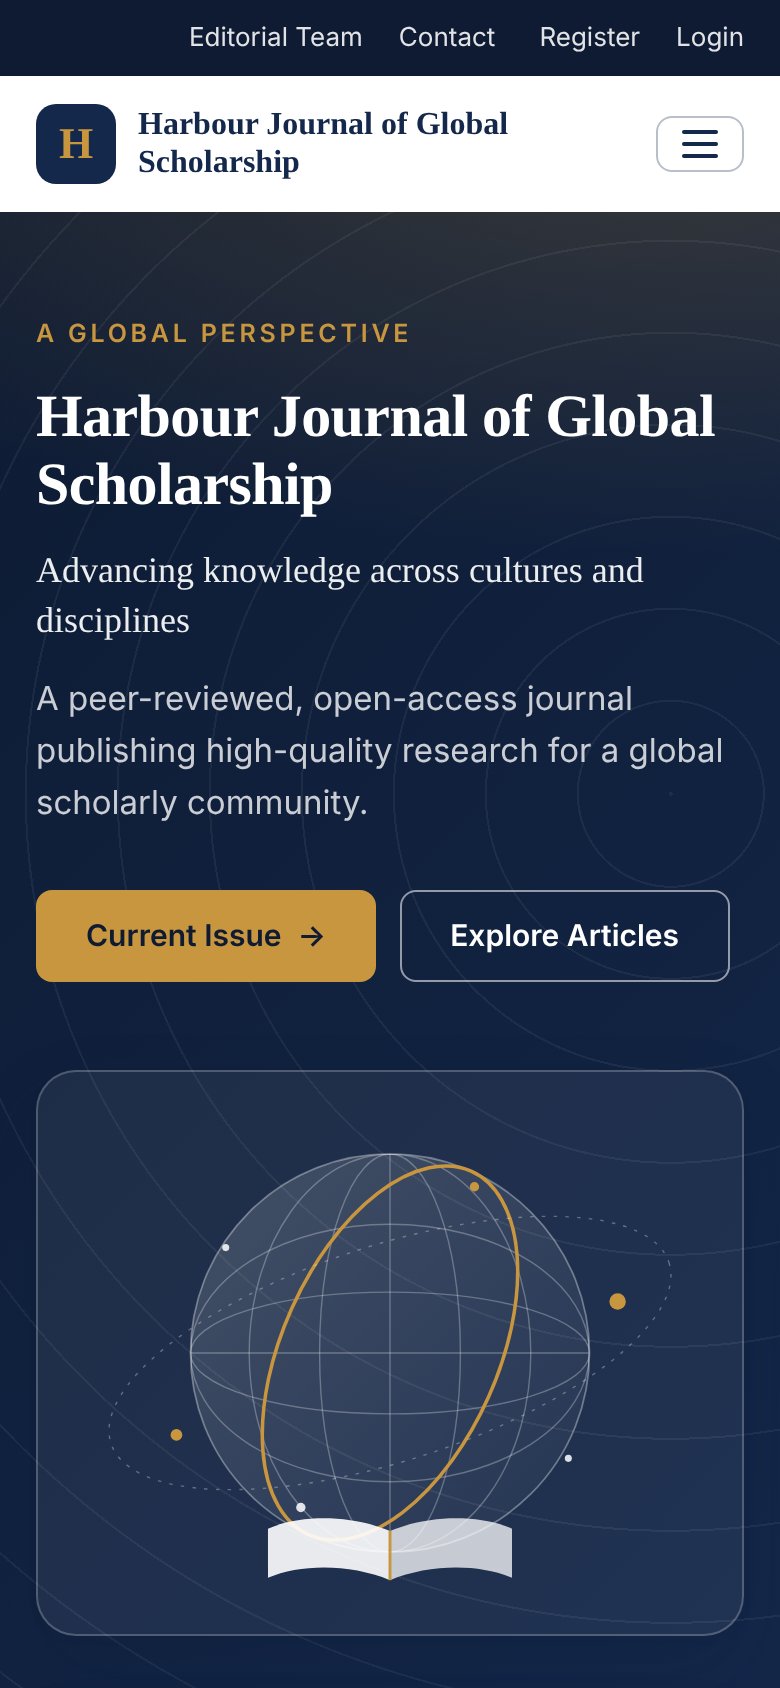 Editorial Team Contact Register Login
H
Harbour Journal of Global
Scholarship
A GLOBAL PERSPECTIVE
Harbour Journal of Global
Scholarship
Advancing knowledge across cultures and
disciplines
A peer-reviewed, open-access journal
publishing high-quality research for a global
scholarly community.
Current Issue →
Explore Articles